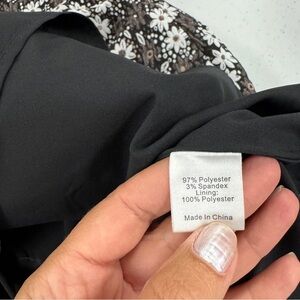 97% Polyester
3% Spandex
Lining:
100% Polyester
Made in China